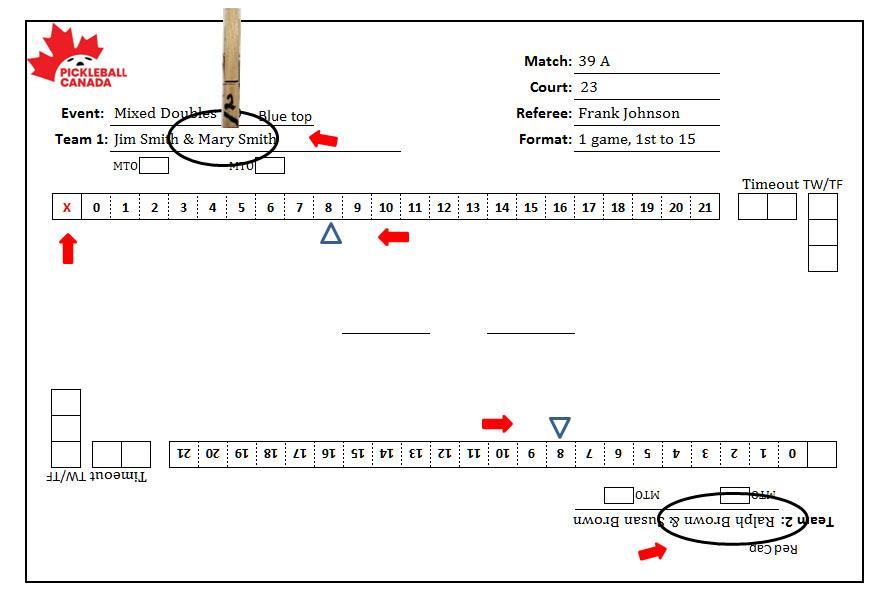 PICKLEBALL
CANADA
Match: 39 A
Court: 23
Event: Mixed Doubles
Blue top
Referee: Frank Johnson
Team 1: Jim Smith & Mary Smith
Format: 1 game, 1st to 15
MTO MTO
Timeout TW/TF
X 0 1 2 3 4 5 6 7 8 9 10 11 12 13 14 15 16 17 18 19 20 21
Red Cap
Team 2: Ralph Brown & Susan Brown
MTO MTO
0 1 2 3 4 5 6 7 8 9 10 11 12 13 14 15 16 17 18 19 20 21
Timeout TW/TF